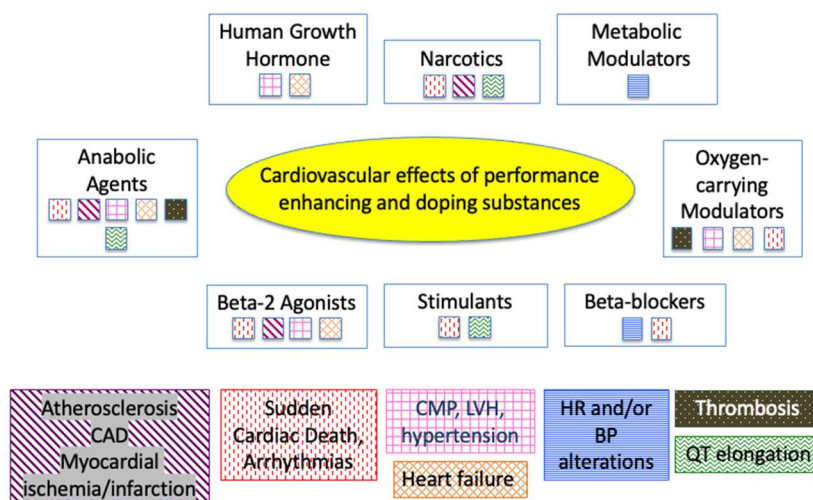 Human Growth
Hormone
Narcotics
Metabolic
Modulators
Anabolic
Agents
Cardiovascular effects of performance
enhancing and doping substances
Oxygen-
carrying
Modulators
Beta-2 Agonists
Stimulants
Beta-blockers
Atherosclerosis
CAD
Myocardial
ischemia/infarction
Sudden
Cardiac Death,
Arrhythmias
CMP, LVH,
hypertension
Heart failure
HR and/or
BP
alterations
Thrombosis
QT elongation